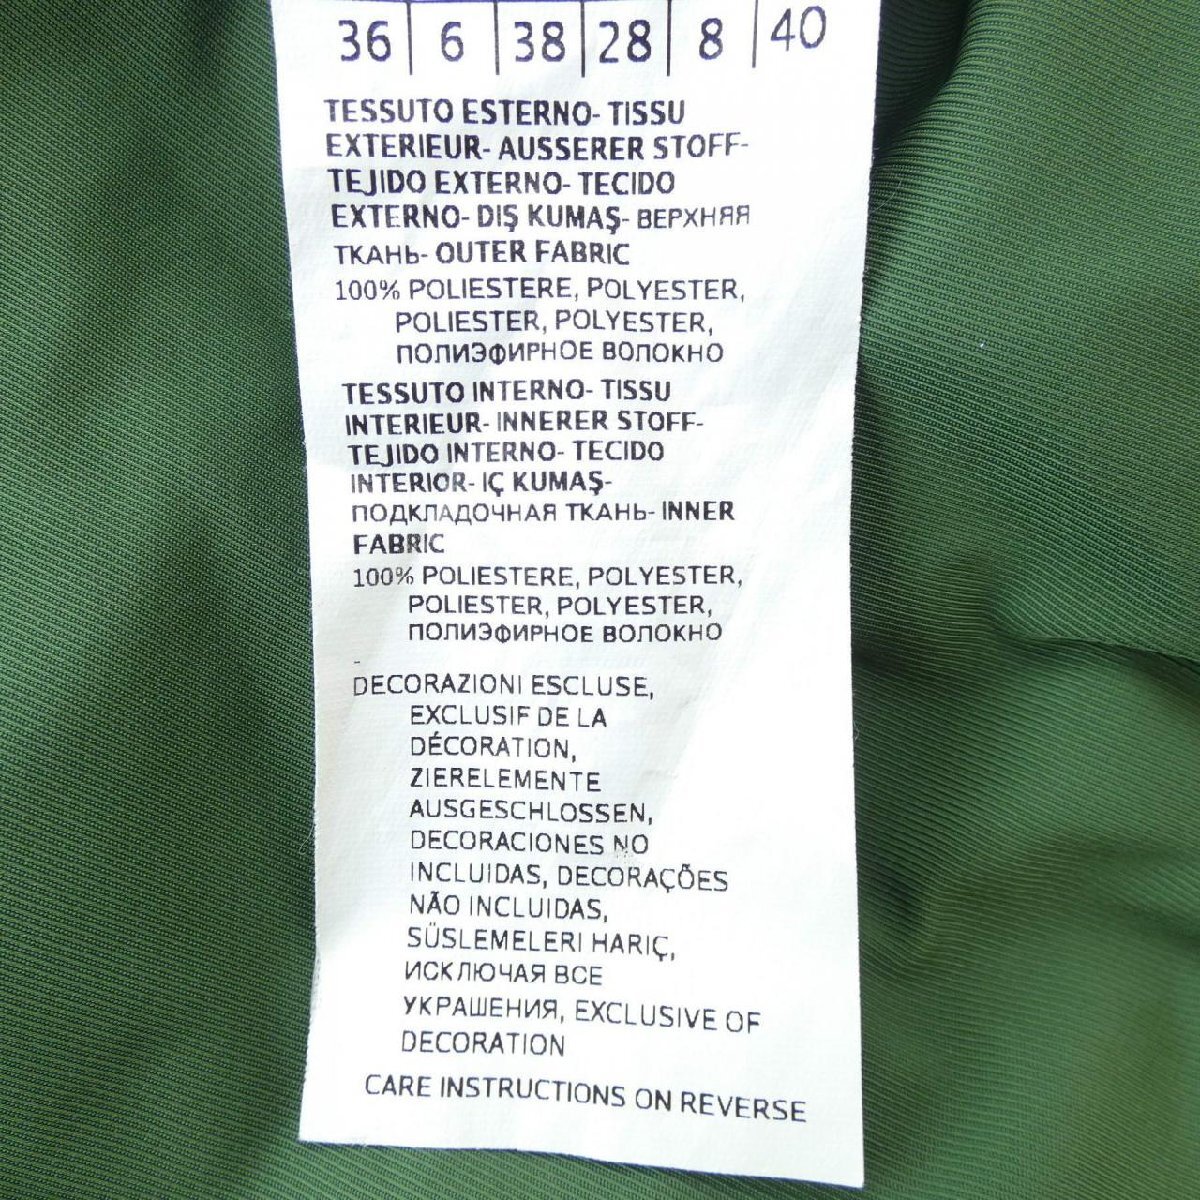 36 | 6 | 38 | 28 | 8 | 40
TESSUTO ESTERNO- TISSU
EXTERIEUR- AUSSERER STOFF-
TEJIDO EXTERNO- TECIDO
EXTERNO- DIŞ KUMAŞ- ВЕРХНЯЯ
ТКАНЬ- OUTER FABRIC
100% POLIESTERE, POLYESTER,
POLIESTER, POLYESTER,
ПОЛИЭФИРНОЕ ВОЛОКНО
TESSUTO INTERNO- TISSU
INTERIEUR- INNERER STOFF-
TEJIDO INTERNO- TECIDO
INTERIOR- IÇ KUMAŞ-
ПОДКЛАДОЧНАЯ ТКАНЬ- INNER
FABRIC
100% POLIESTERE, POLYESTER,
POLIESTER, POLYESTER,
ПОЛИЭФИРНОЕ ВОЛОКНО
-
DECORAZIONI ESCLUSE,
EXCLUSIF DE LA
DÉCORATION,
ZIERELEMENTE
AUSGESCHLOSSEN,
DECORACIONES NO
INCLUIDAS, DECORAÇÕES
NÃO INCLUIDAS,
SÜSLEMELERI HARIÇ,
ИСКЛЮЧАЯ ВСЕ
УКРАШЕНИЯ, EXCLUSIVE OF
DECORATION
CARE INSTRUCTIONS ON REVERSE